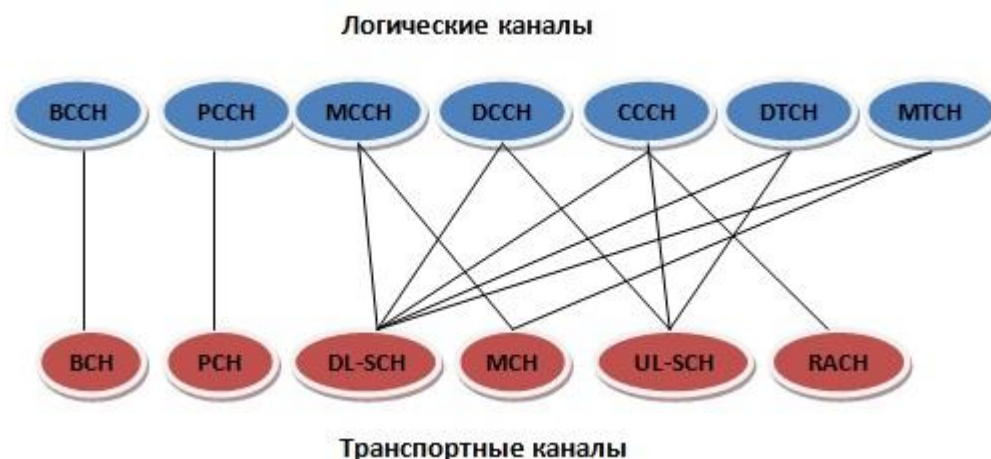 Логические каналы
BCCH PCCH MCCH DCCH CCCH DTCH MTCH
BCH PCH DL-SCH MCH UL-SCH RACH
Транспортные каналы